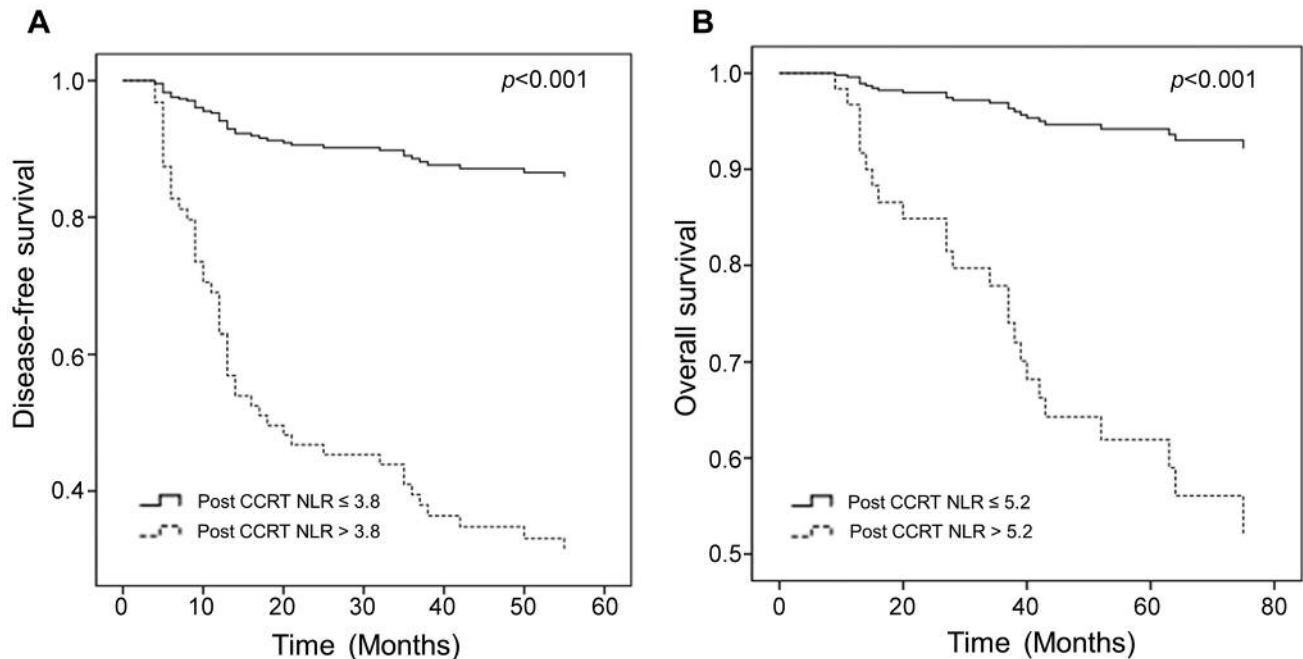 A
p<0.001
Disease-free survival
1.0
0.8
0.6
0.4
Post CCRT NLR ≤ 3.8
Post CCRT NLR > 3.8
0 10 20 30 40 50 60
Time (Months)
B
p<0.001
Overall survival
1.0
0.9
0.8
0.7
0.6
0.5
Post CCRT NLR ≤ 5.2
Post CCRT NLR > 5.2
0 20 40 60 80
Time (Months)